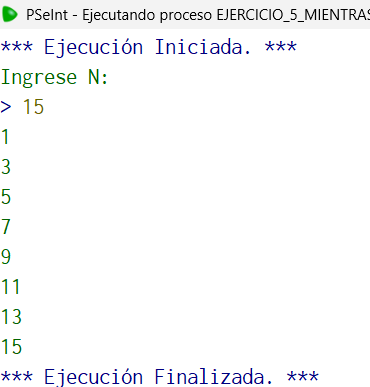 PSeInt - Ejecutando proceso EJERCICIO_5_MIENTRAS
*** Ejecución Iniciada. ***
Ingrese N:
> 15
1
3
5
7
9
11
13
15
*** Ejecución Finalizada. ***